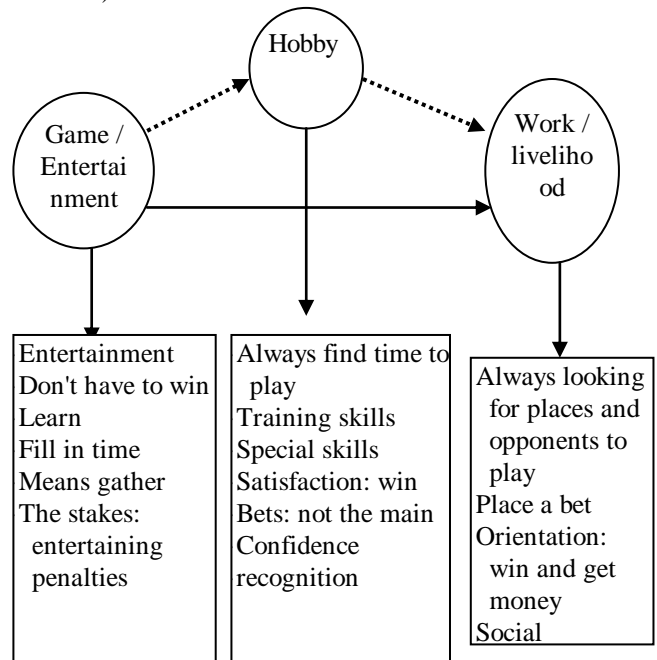 Hobby
Game /
Entertai
nment
Work /
liveliho
od
Entertainment
Don't have to win
Learn
Fill in time
Means gather
The stakes:
entertaining
penalties
Always find time to
play
Training skills
Special skills
Satisfaction: win
Bets: not the main
Confidence
recognition
Always looking
for places and
opponents to
play
Place a bet
Orientation:
win and get
money
Social